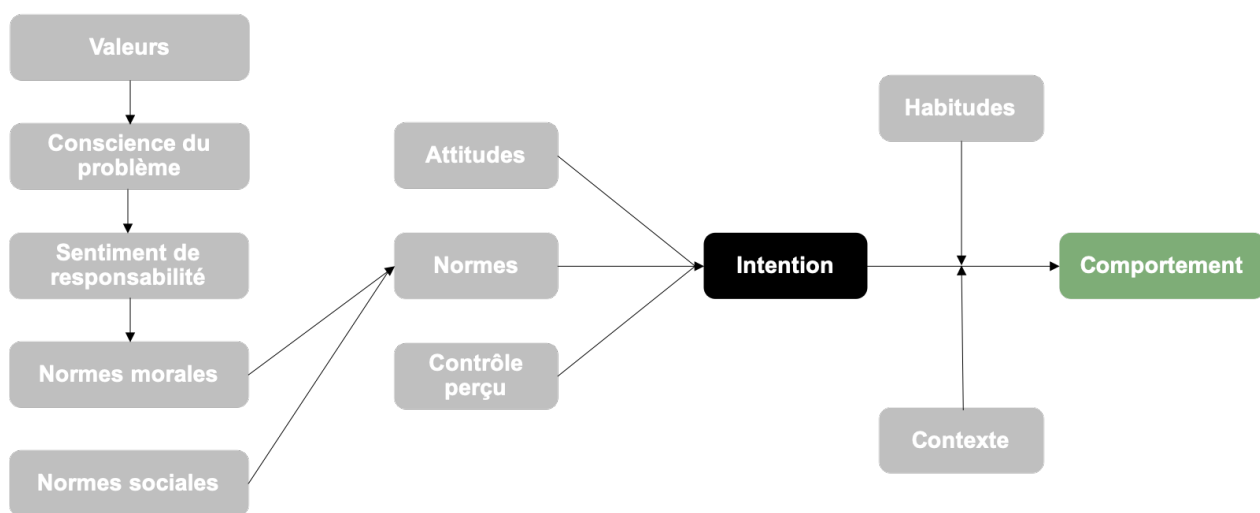 Valeurs
Conscience du
problème
Sentiment de
responsabilité
Normes morales
Normes sociales
Attitudes
Normes
Contrôle
perçu
Intention
Habitudes
Contexte
Comportement